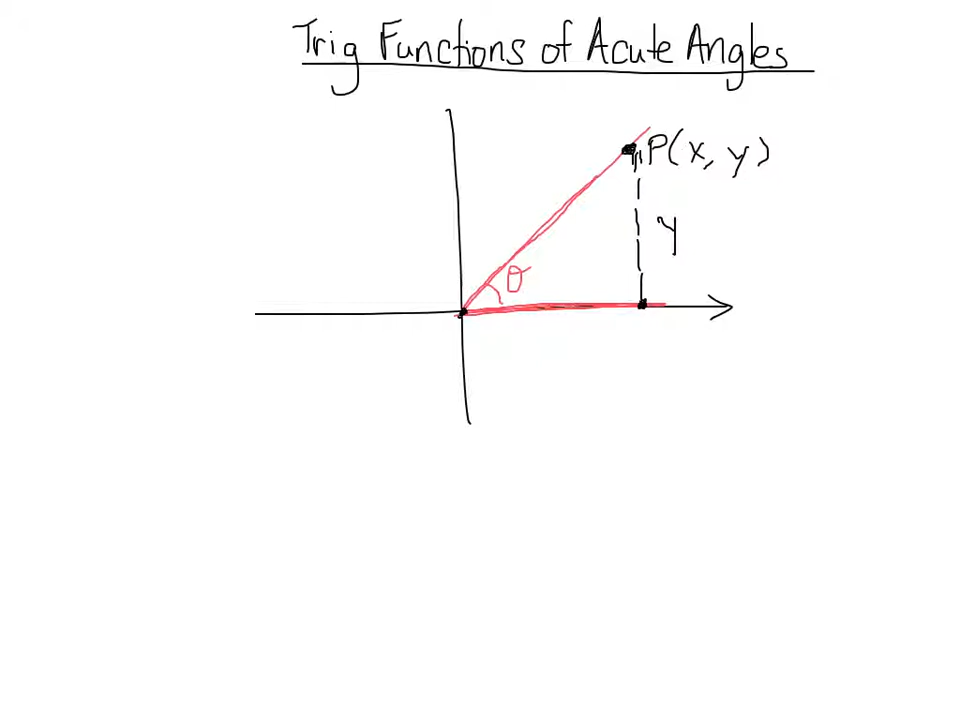 Trig Functions of Acute Angles
P(x, y)
y
θ